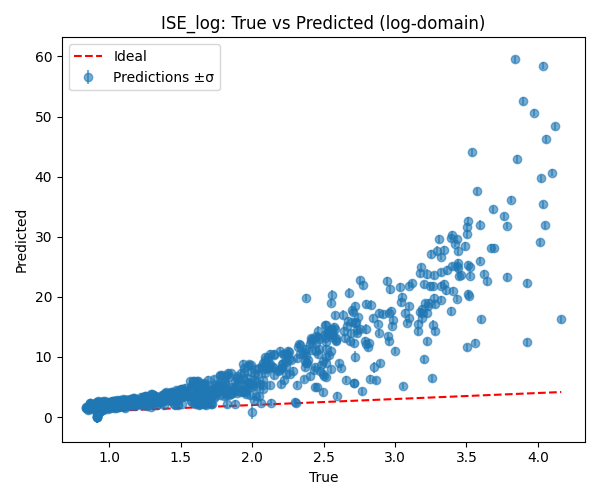 ISE_log: True vs Predicted (log-domain)
Ideal
Predictions ±σ
60
50
40
30
20
10
0
Predicted
1.0 1.5 2.0 2.5 3.0 3.5 4.0
True